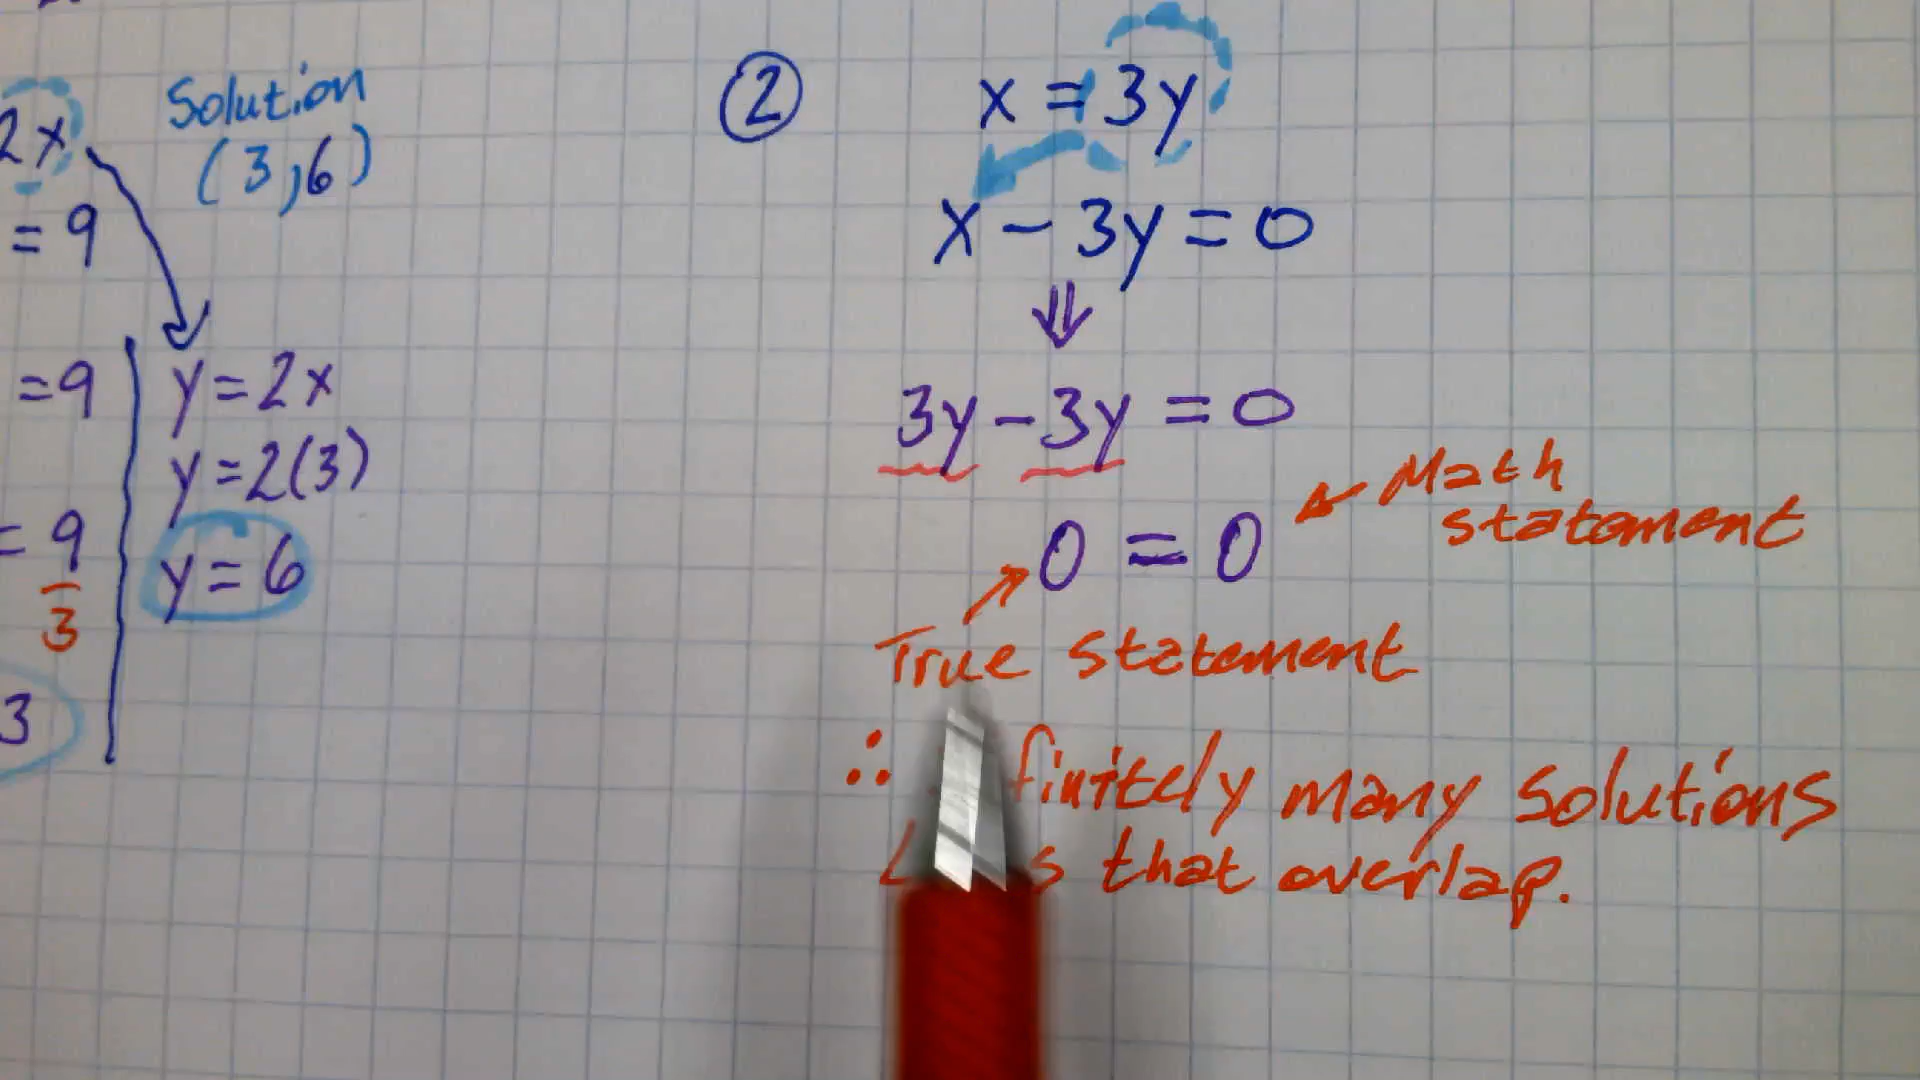 2x
= 9
Solution
(3,6)
= 9
= 9
3
3
y = 2x
y = 2(3)
y = 6
2
x = 3y
x - 3y = 0
⇓
3y - 3y = 0
0 = 0
Math
statement
True statement
∴ many solutions
that overlap.